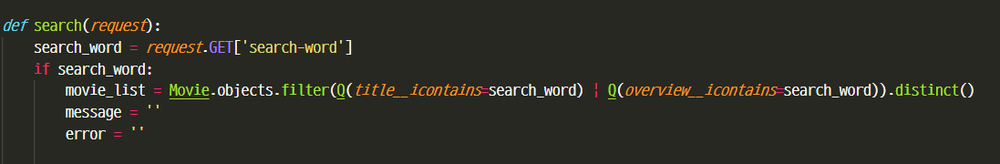 def search(request):
    search_word = request.GET['search-word']
    if search_word:
        movie_list = Movie.objects.filter(Q(title__icontains=search_word) | Q(overview__icontains=search_word)).distinct()
        message = ''
        error = ''